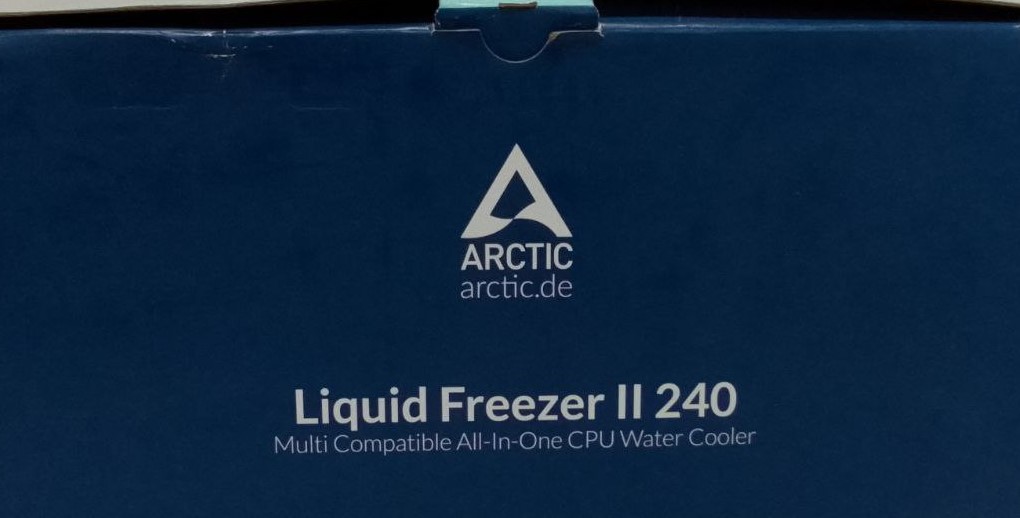 ARCTIC
arctic.de
Liquid Freezer II 240
Multi Compatible All-In-One CPU Water Cooler